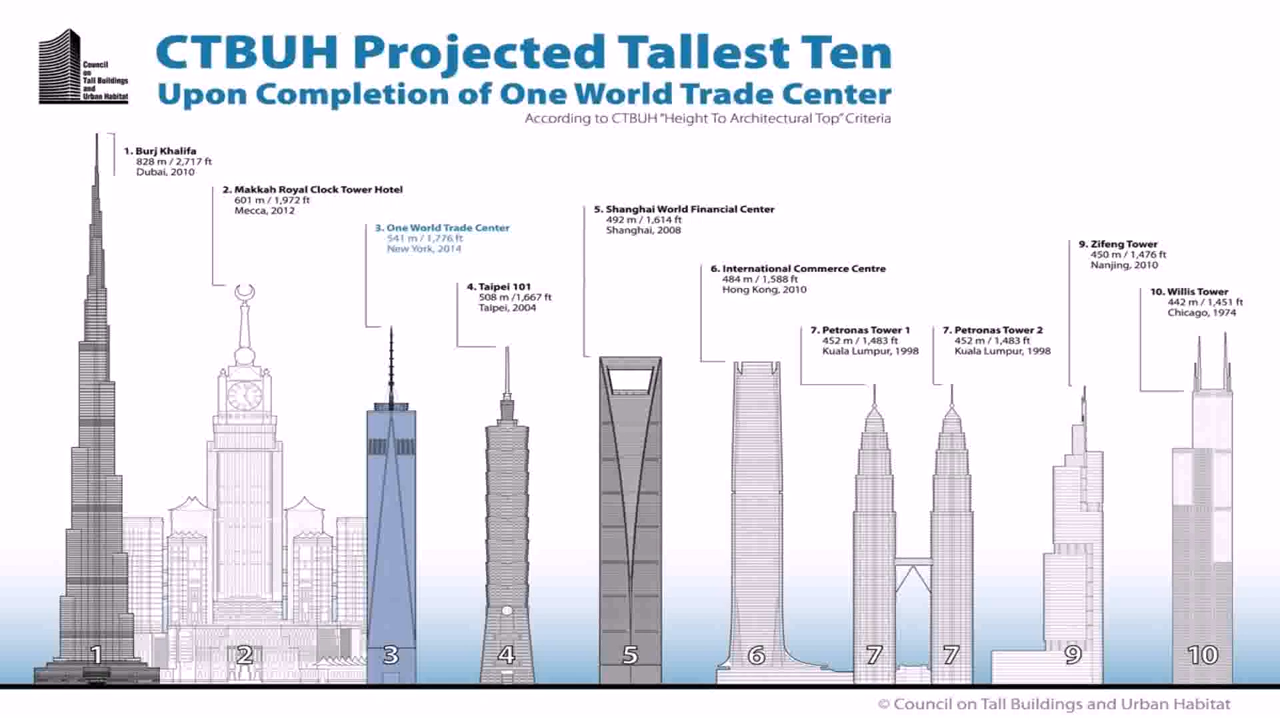 Council
on
Tall Buildings
and
Urban Habitat
CTBUH Projected Tallest Ten
Upon Completion of One World Trade Center
According to CTBUH "Height To Architectural Top" Criteria
1. Burj Khalifa
828 m / 2,717 ft
Dubai, 2010
2. Makkah Royal Clock Tower Hotel
601 m / 1,972 ft
Mecca, 2012
3. One World Trade Center
541 m / 1,776 ft
New York, 2014
4. Taipei 101
508 m /1,667 ft
Taipei, 2004
5. Shanghai World Financial Center
492 m / 1,614 ft
Shanghai, 2008
6. International Commerce Centre
484 m / 1,588 ft
Hong Kong, 2010
7. Petronas Tower 1
452 m / 1,483 ft
Kuala Lumpur, 1998
7. Petronas Tower 2
452 m / 1,483 ft
Kuala Lumpur, 1998
9. Zifeng Tower
450 m / 1,476 ft
Nanjing, 2010
10. Willis Tower
442 m / 1,451 ft
Chicago, 1974
1 2 3 4 5 6 7 7 9 10
© Council on Tall Buildings and Urban Habitat